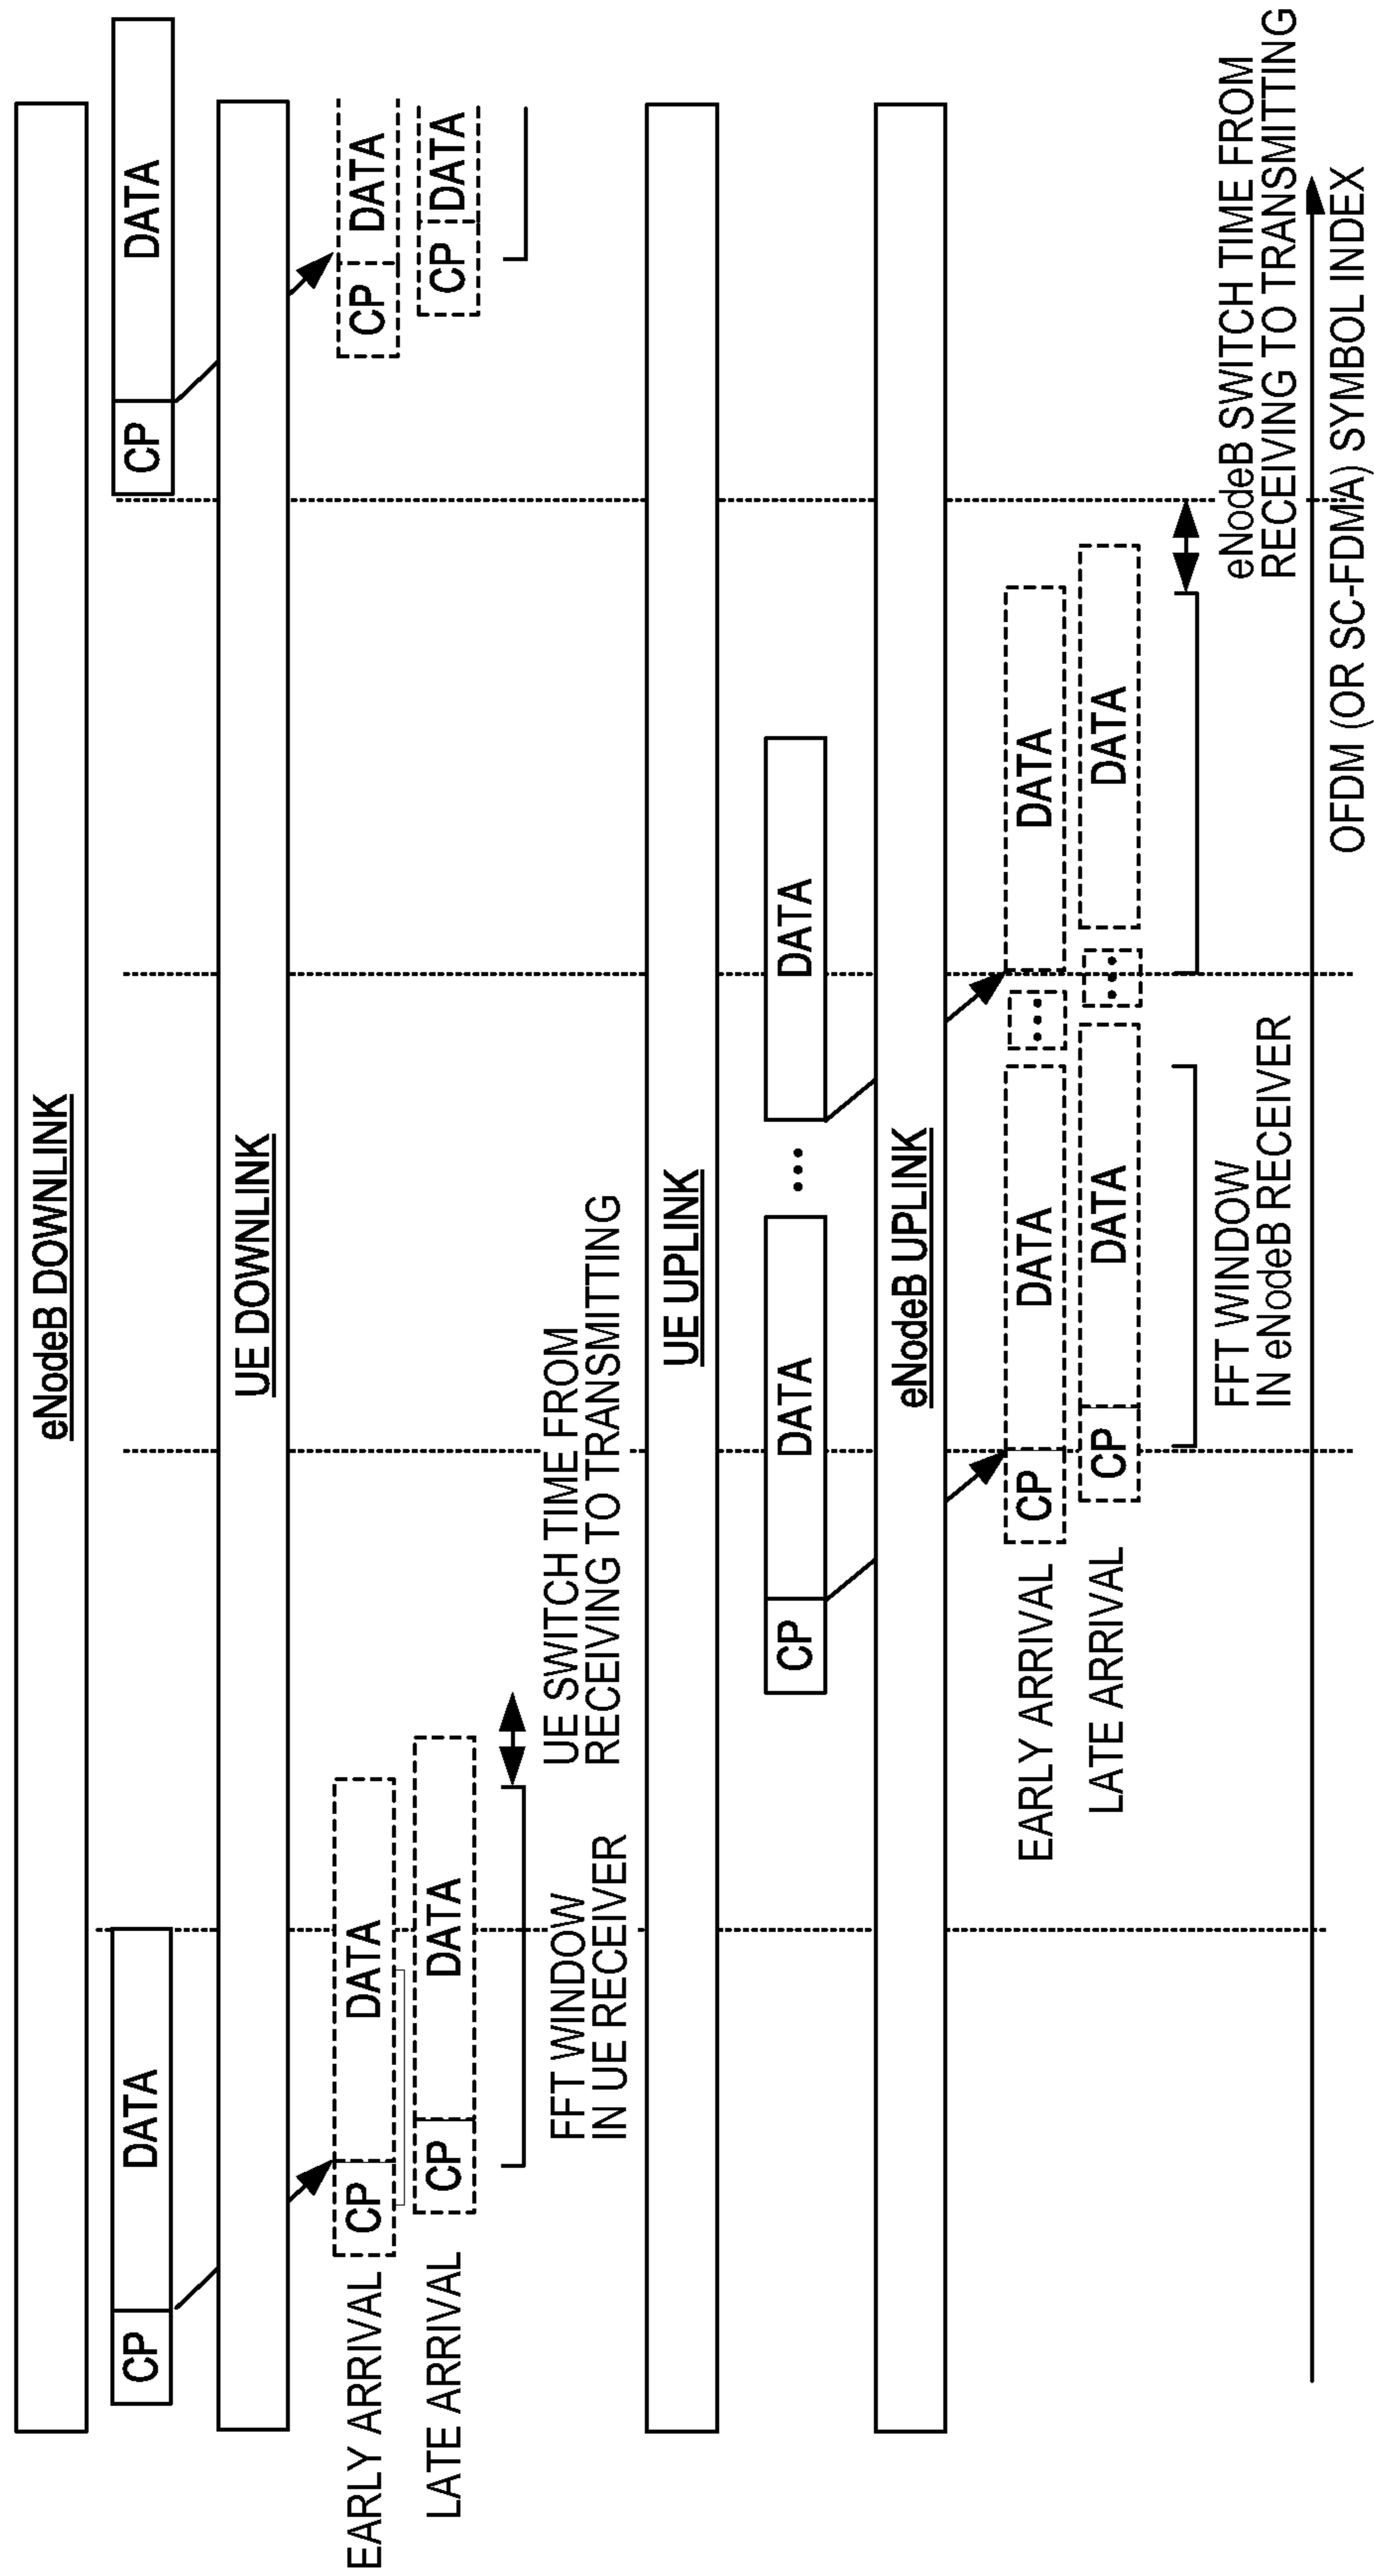 eNodeB DOWNLINK
CP DATA CP DATA
UE DOWNLINK
EARLY ARRIVAL CP DATA CP DATA
LATE ARRIVAL CP DATA CP DATA
FFT WINDOW
IN UE RECEIVER
UE SWITCH TIME FROM
RECEIVING TO TRANSMITTING
UE UPLINK
CP DATA ... DATA
eNodeB UPLINK
EARLY ARRIVAL CP DATA ... DATA
LATE ARRIVAL CP DATA ... DATA
FFT WINDOW
IN eNodeB RECEIVER
eNodeB SWITCH TIME FROM
RECEIVING TO TRANSMITTING
OFDM (OR SC-FDMA) SYMBOL INDEX